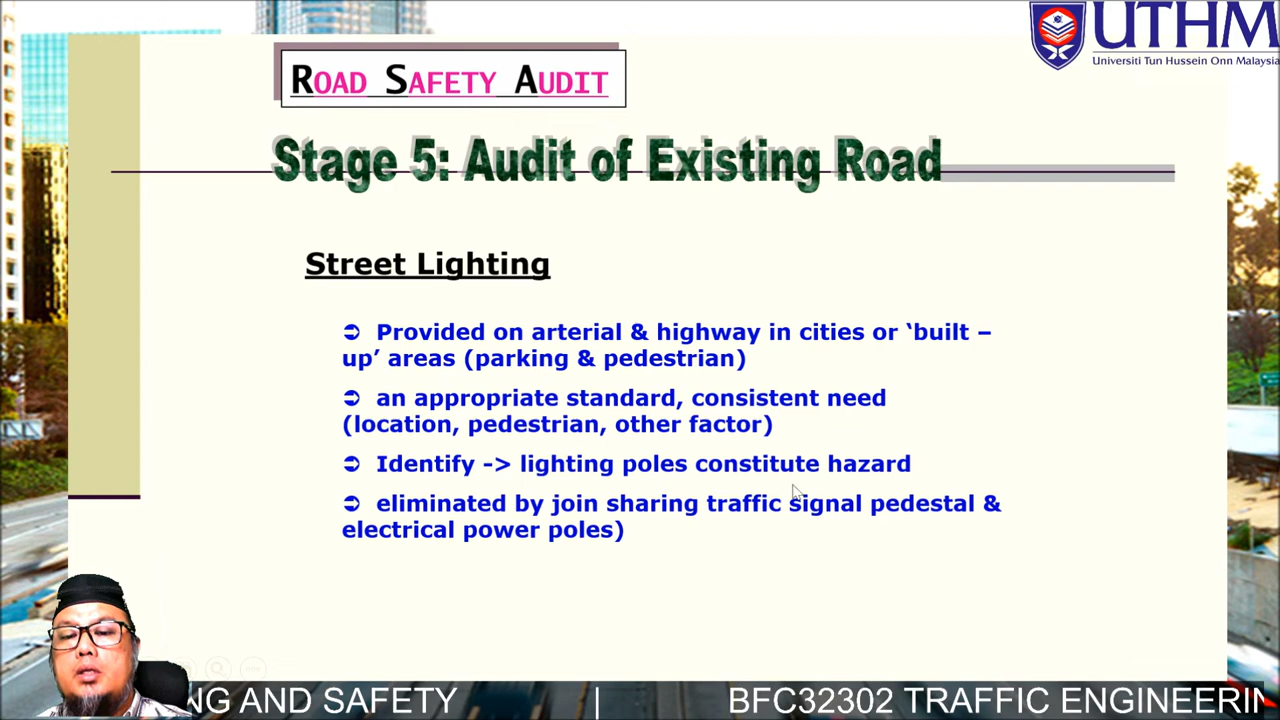 UTHM
Universiti Tun Hussein Onn Malaysia
ROAD SAFETY AUDIT
Stage 5: Audit of Existing Road
Street Lighting
➲ Provided on arterial & highway in cities or ‘built –
up’ areas (parking & pedestrian)
➲ an appropriate standard, consistent need
(location, pedestrian, other factor)
➲ Identify -> lighting poles constitute hazard
➲ eliminated by join sharing traffic signal pedestal &
electrical power poles)
NG AND SAFETY | BFC32302 TRAFFIC ENGINEERIN